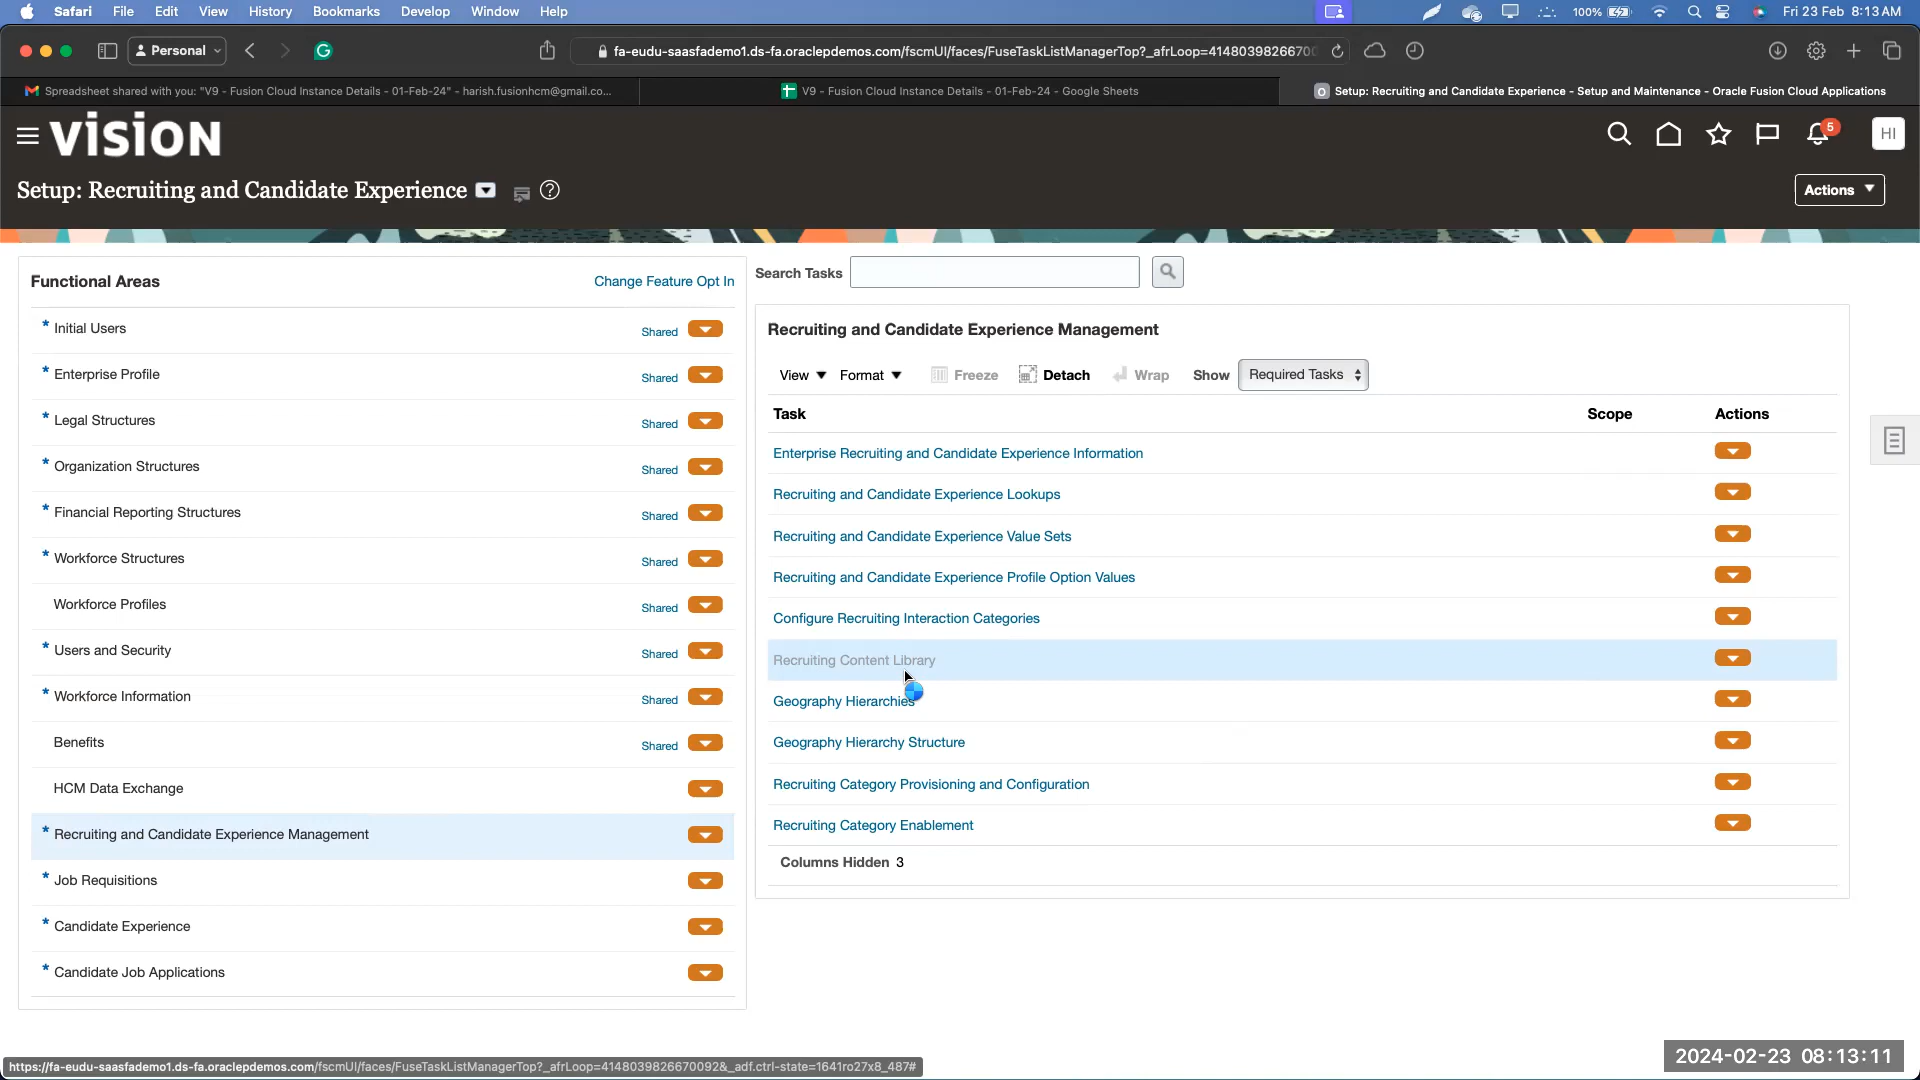 Safari File Edit View History Bookmarks Develop Window Help 100% Fri 23 Feb 8:13 AM
Personal fa-eudu-saasfademo1.ds-fa.oraclepdemos.com/fscmUI/faces/FuseTaskListManagerTop?_afrLoop=41480398266700
Spreadsheet shared with you: "V9 - Fusion Cloud Instance Details - 01-Feb-24" - harish.fusionhcm@gmail.co... V9 - Fusion Cloud Instance Details - 01-Feb-24 - Google Sheets Setup: Recruiting and Candidate Experience - Setup and Maintenance - Oracle Fusion Cloud Applications
VISION 5 HI
Setup: Recruiting and Candidate Experience Actions
Functional Areas Change Feature Opt In
* Initial Users Shared
* Enterprise Profile Shared
* Legal Structures Shared
* Organization Structures Shared
* Financial Reporting Structures Shared
* Workforce Structures Shared
Workforce Profiles Shared
* Users and Security Shared
* Workforce Information Shared
Benefits Shared
HCM Data Exchange
* Recruiting and Candidate Experience Management
* Job Requisitions
* Candidate Experience
* Candidate Job Applications
Search Tasks
Recruiting and Candidate Experience Management
View Format Freeze Detach Wrap Show Required Tasks
Task Scope Actions
Enterprise Recruiting and Candidate Experience Information
Recruiting and Candidate Experience Lookups
Recruiting and Candidate Experience Value Sets
Recruiting and Candidate Experience Profile Option Values
Configure Recruiting Interaction Categories
Recruiting Content Library
Geography Hierarchies
Geography Hierarchy Structure
Recruiting Category Provisioning and Configuration
Recruiting Category Enablement
Columns Hidden 3
https://fa-eudu-saasfademo1.ds-fa.oraclepdemos.com/fscmUI/faces/FuseTaskListManagerTop?_afrLoop=4148039826670092&_adf.ctrl-state=1641ro27x8_487#
2024-02-23 08:13:11